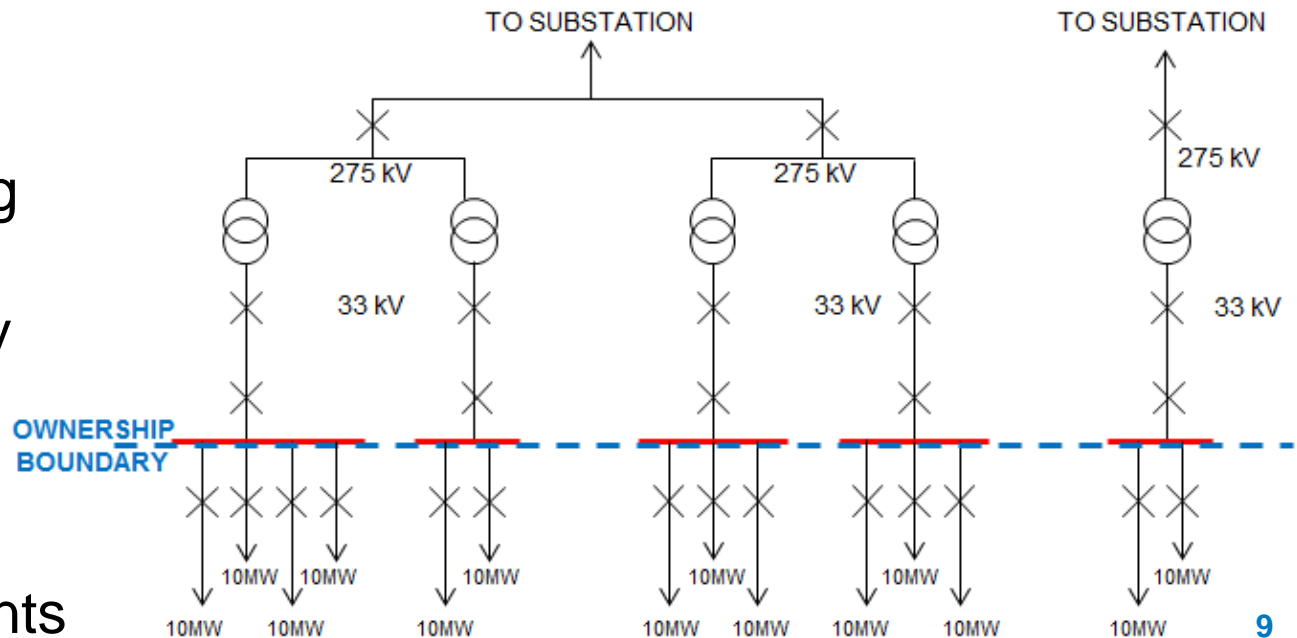 TO SUBSTATION
TO SUBSTATION
275 kV
275 kV
275 kV
g
33 kV
33 kV
33 kV
y
OWNERSHIP
BOUNDARY
10MW 10MW 10MW 10MW 10MW 10MW
nts
10MW 10MW 10MW 10MW 10MW 10MW 10MW 10MW
9